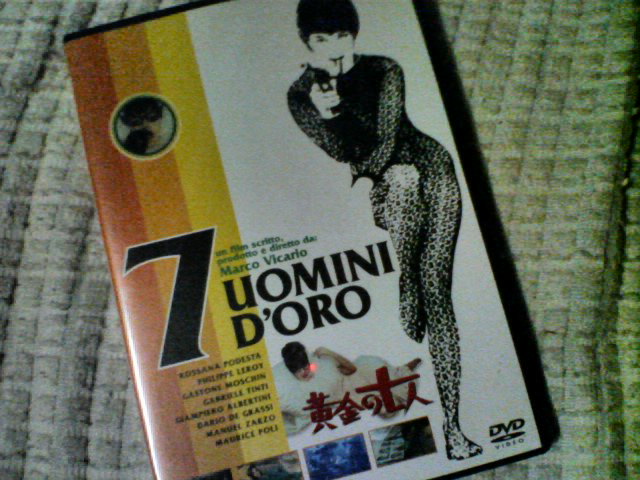 un film scritto,
prodotto e diretto da:
Marco Vicario
7
UOMINI
D'ORO
ROSSANA PODESTA
PHILIPPE LEROY
GASTONE MOSCHIN
GABRIELE TINTI
GIAMPIERO ALBERTINI
DARIO DE GRASSI
MANUEL ZARZO
MAURICE POLI
黄金の七人
DVD
VIDEO